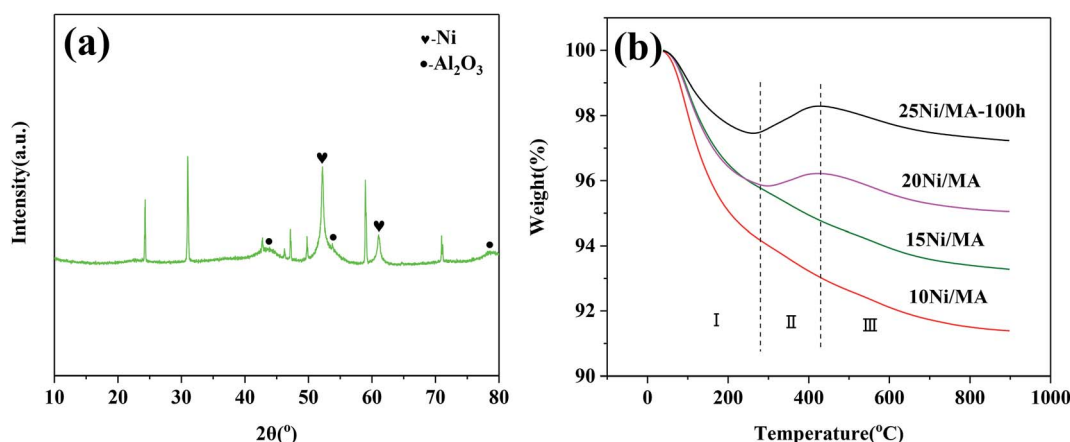 (a)
♥-Ni
●-Al₂O₃
Intensity(a.u.)
10 20 30 40 50 60 70 80
2θ(°)
(b)
100
98
96
94
92
90
Weight(%)
25Ni/MA-100h
20Ni/MA
15Ni/MA
10Ni/MA
Ⅰ Ⅱ Ⅲ
0 200 400 600 800 1000
Temperature(°C)